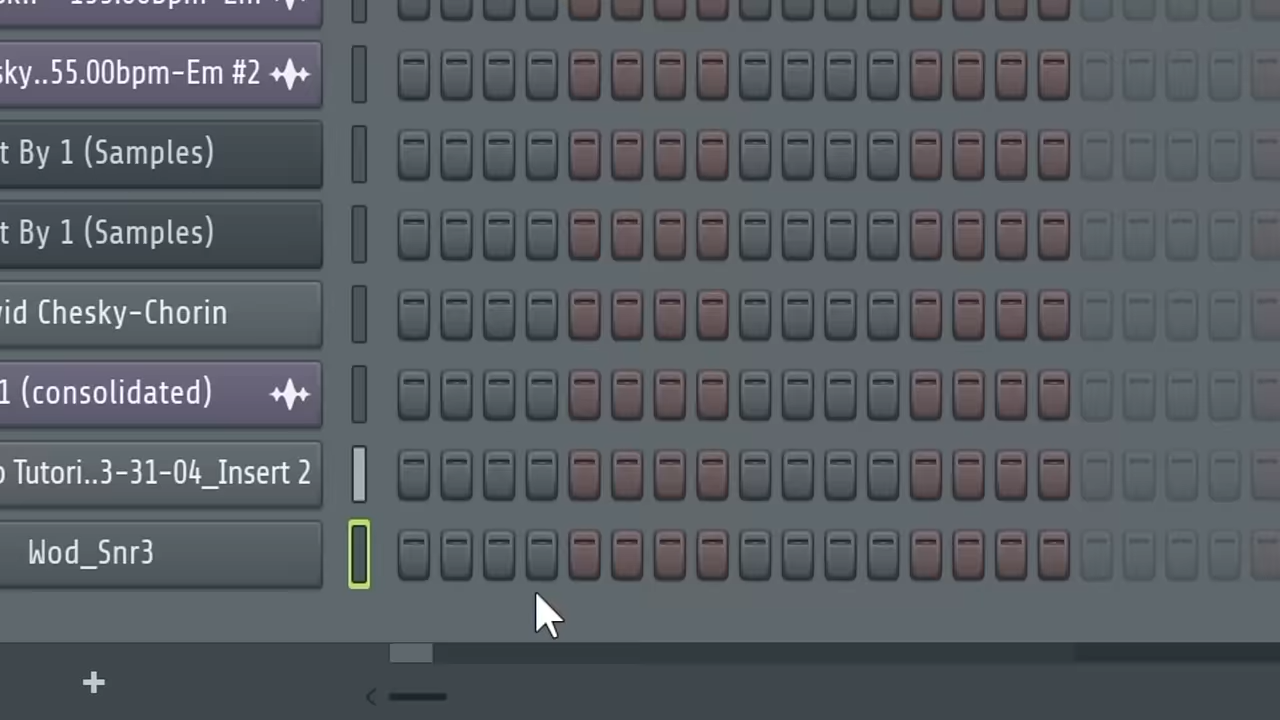 sky..55.00bpm-Em #2
t By 1 (Samples)
t By 1 (Samples)
vid Chesky-Chorin
1 (consolidated)
o Tutori..3-31-04_Insert 2
Wod_Snr3